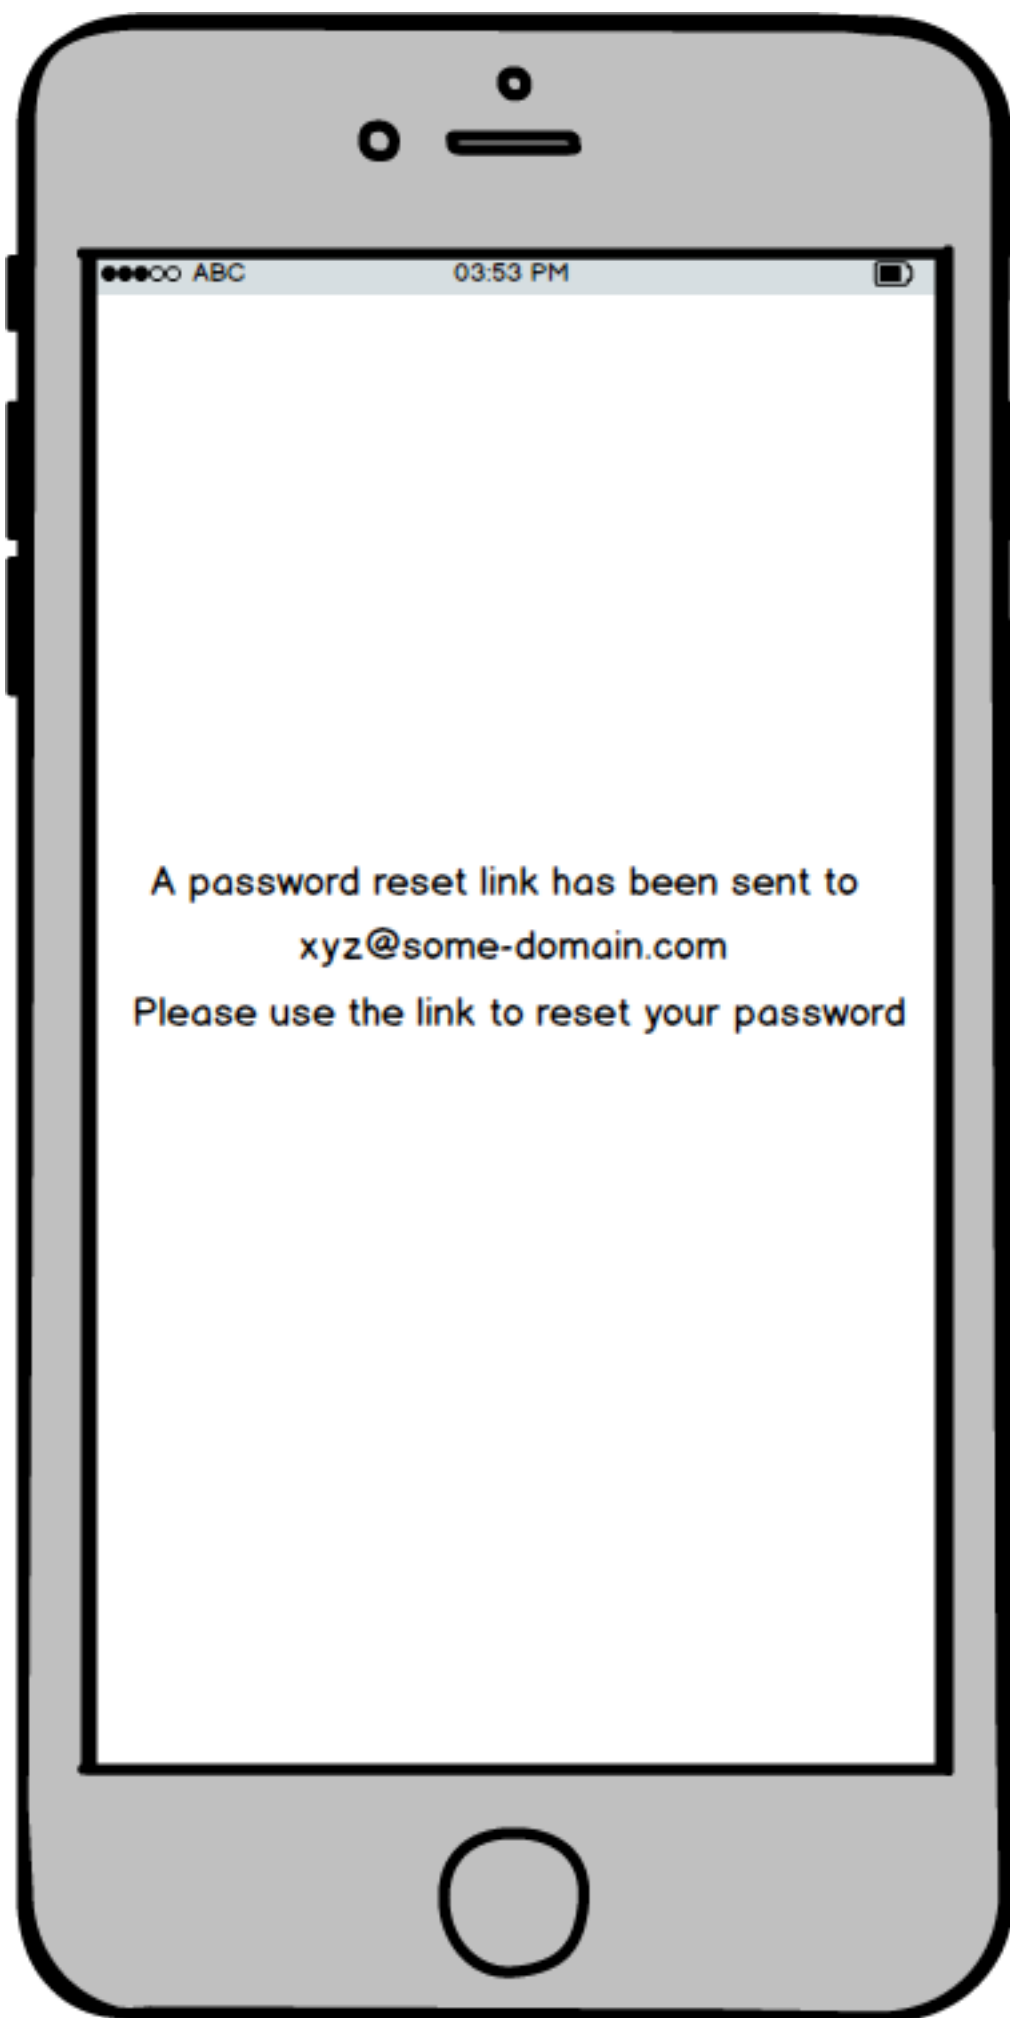 ABC 03:53 PM
A password reset link has been sent to
xyz@some-domain.com
Please use the link to reset your password